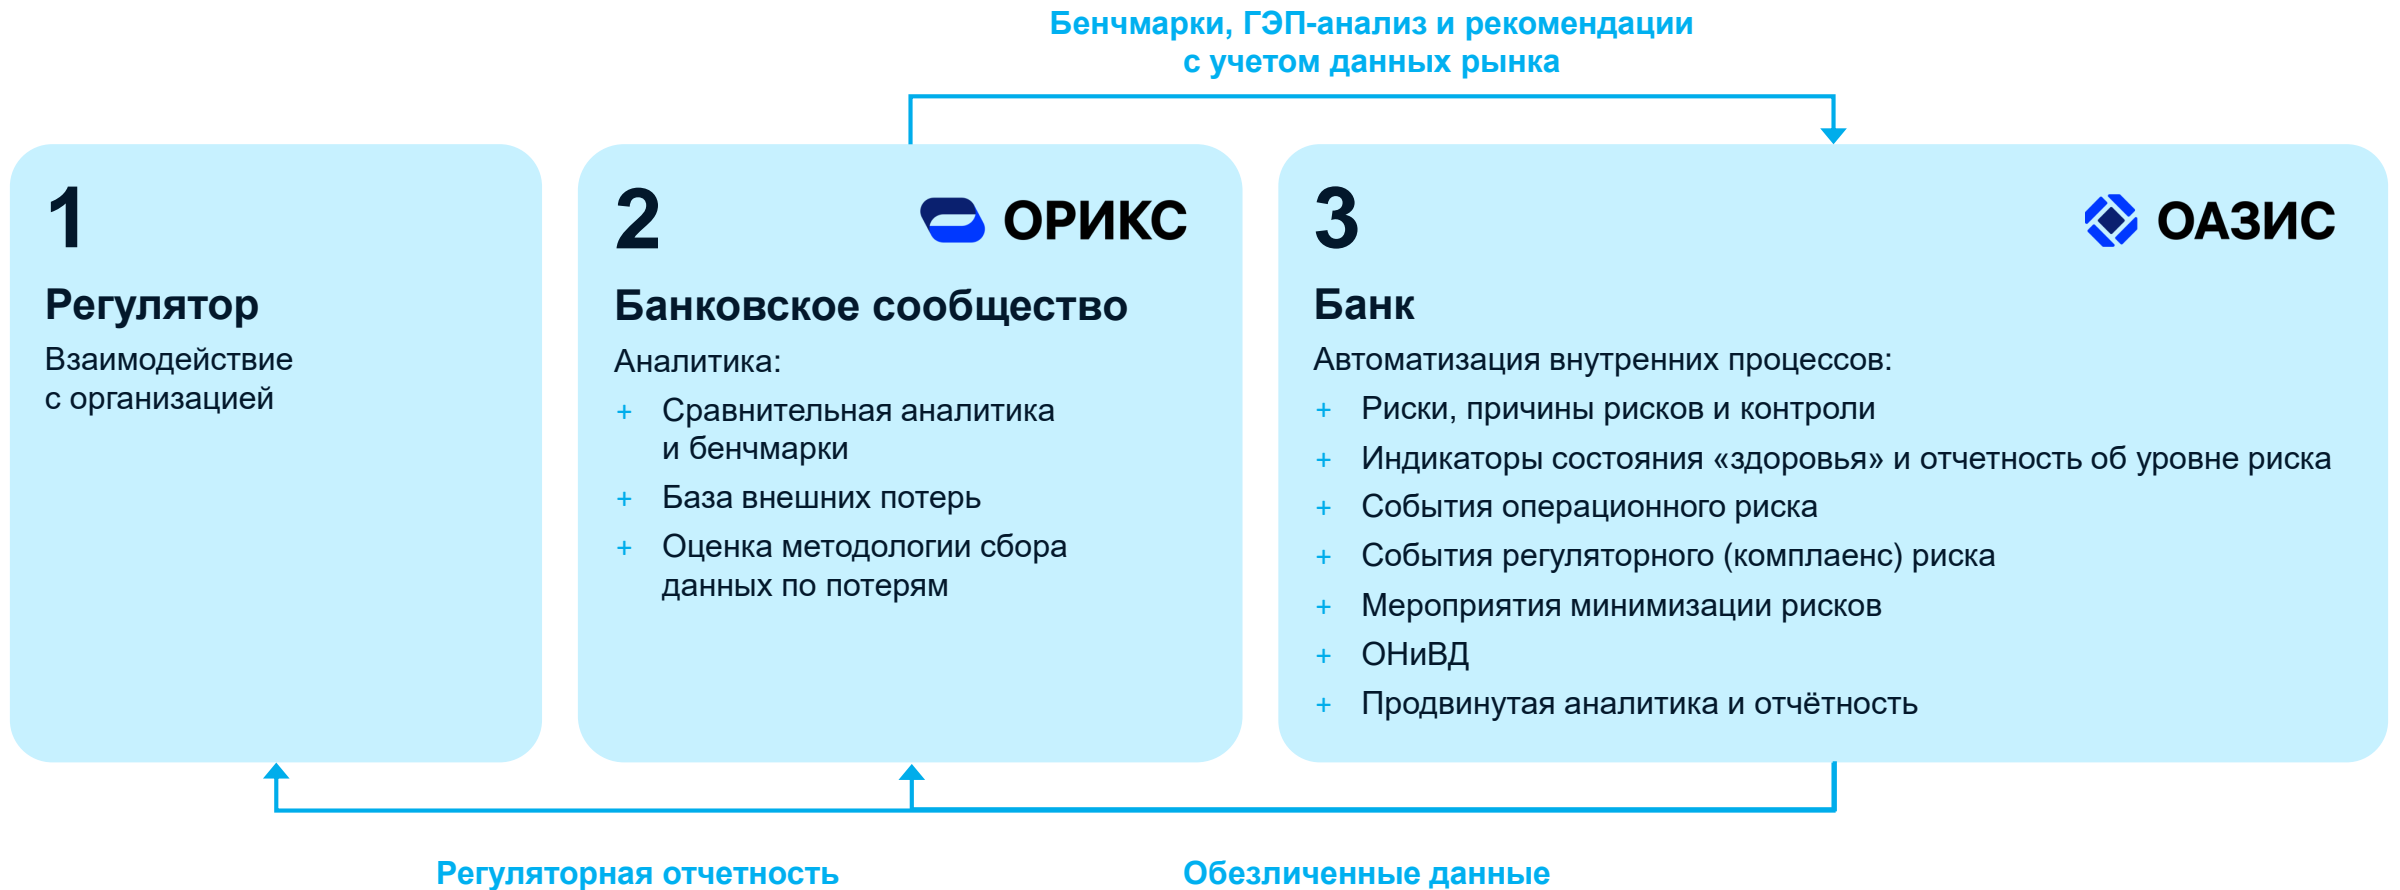 Бенчмарки, ГЭП-анализ и рекомендации
с учетом данных рынка
1
Регулятор
Взаимодействие
с организацией
2
ОРИКС
Банковское сообщество
Аналитика:
+ Сравнительная аналитика
и бенчмарки
+ База внешних потерь
+ Оценка методологии сбора
данных по потерям
3
ОАЗИС
Банк
Автоматизация внутренних процессов:
+ Риски, причины рисков и контроли
+ Индикаторы состояния «здоровья» и отчетность об уровне риска
+ События операционного риска
+ События регуляторного (комплаенс) риска
+ Мероприятия минимизации рисков
+ ОНиВД
+ Продвинутая аналитика и отчётность
Регуляторная отчетность
Обезличенные данные